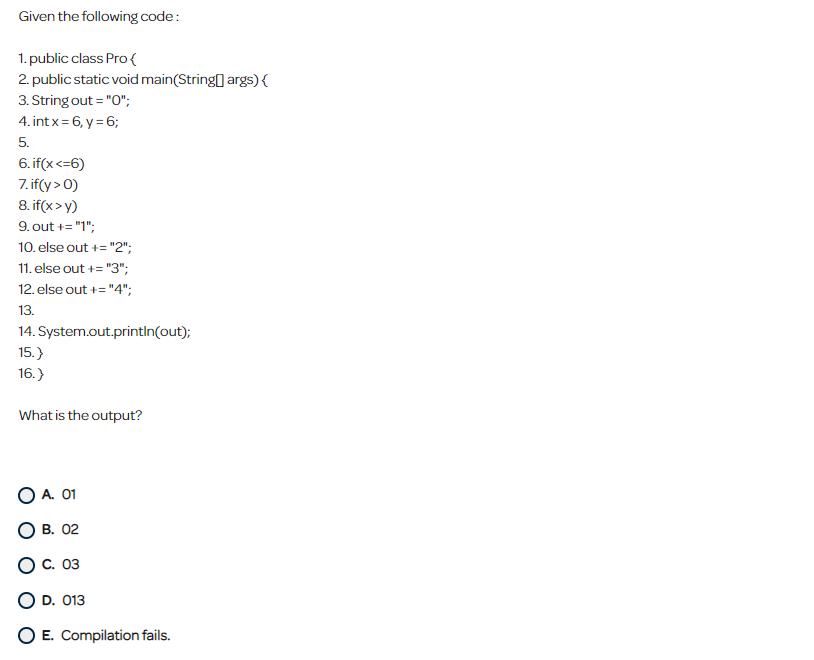 Given the following code :
1. public class Pro {
2. public static void main(String[] args) {
3. String out = "0";
4. int x = 6, y = 6;
5.
6. if(x <=6)
7. if(y > 0)
8. if(x > y)
9. out += "1";
10. else out += "2";
11. else out += "3";
12. else out += "4";
13.
14. System.out.println(out);
15. }
16. }
What is the output?
A. 01
B. 02
C. 03
D. 013
E. Compilation fails.